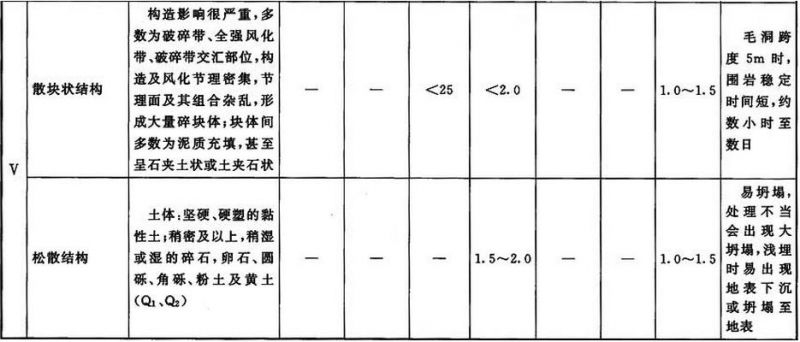 V
散块状结构
构造影响很严重，多
数为破碎带、全强风化
带、破碎带交汇部位，构
造及风化节理密集，节
理面及其组合杂乱，形
成大量碎块体；块体间
多数为泥质充填，甚至
呈石夹土状或土夹石状
—
—
<25
<2.0
—
—
1.0～1.5
毛洞跨
度 5m 时，
围岩稳定
时间短，约
数小时至
数日
松散结构
土体：坚硬、硬塑的黏
性土；稍密及以上，稍湿
或湿的碎石，卵石、圆
砾、角砾、粉土及黄土
（Q₁、Q₂）
—
—
—
1.5～2.0
—
—
1.0～1.5
易坍塌，
处理不当
会出现大
坍塌，浅埋
时易出现
地表下沉
或坍塌至
地表